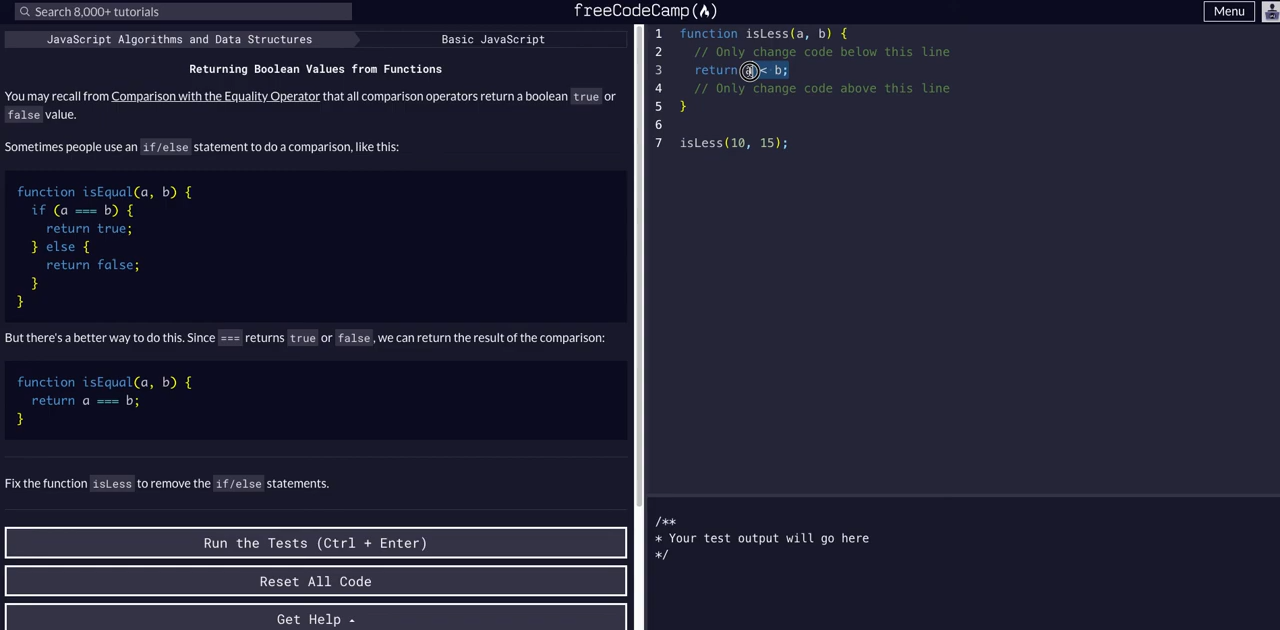 Search 8,000+ tutorials
freeCodeCamp
Menu
JavaScript Algorithms and Data Structures
Basic JavaScript
Returning Boolean Values from Functions
You may recall from Comparison with the Equality Operator that all comparison operators return a boolean true or
false value.
Sometimes people use an if/else statement to do a comparison, like this:
function isEqual(a, b) {
if (a === b) {
return true;
} else {
return false;
}
}
But there's a better way to do this. Since === returns true or false, we can return the result of the comparison:
function isEqual(a, b) {
return a === b;
}
Fix the function isLess to remove the if/else statements.
Run the Tests (Ctrl + Enter)
Reset All Code
Get Help
1 function isLess(a, b) {
2 // Only change code below this line
3 return a < b;
4 // Only change code above this line
5 }
6
7 isLess(10, 15);
/**
* Your test output will go here
*/